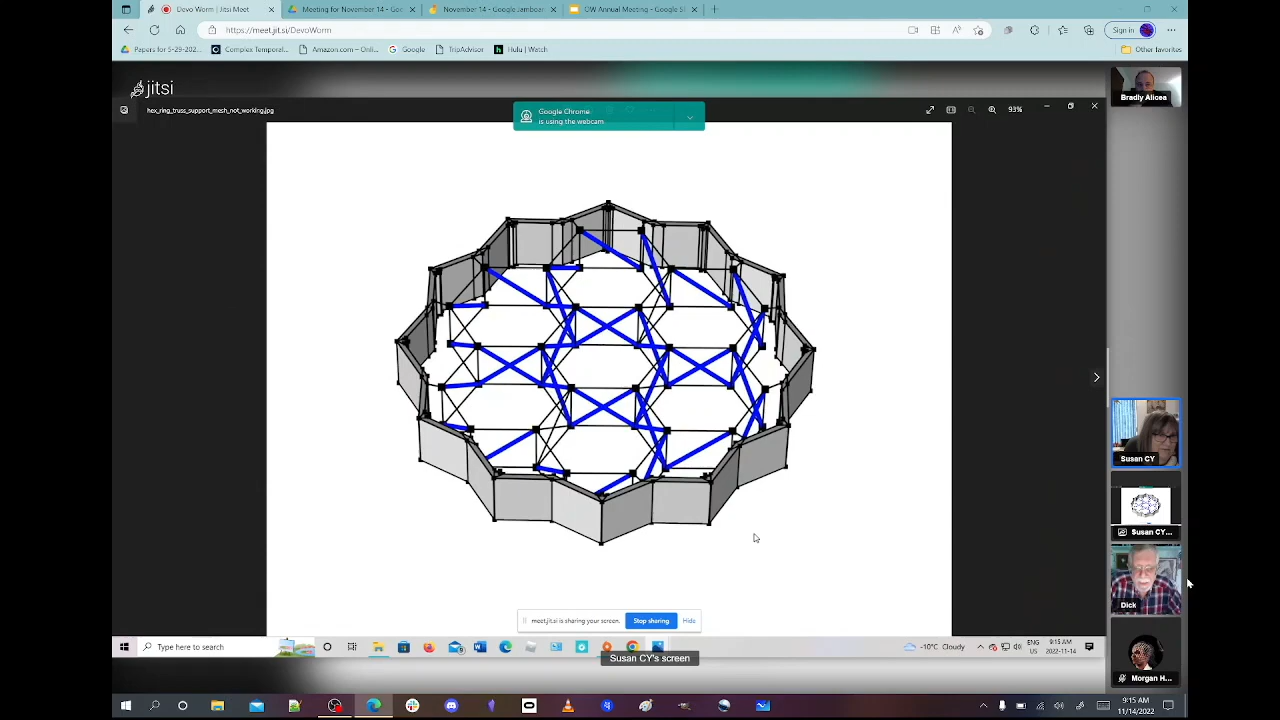 Devo Worm | Jitsi Meet
Meeting for November 14 - Goo
November 14 - Google Jamboard
OW Annual Meeting - Google Sl
https://meet.jit.si/DevoWorm
Sign in
Papers for 5-29-202...
Complex Temporal...
Amazon.com – Onli...
Google
TripAdvisor
Hulu | Watch
Other favorites
jitsi
Bradly Alicea
hex_ring_truss_support_mesh_not_working.jpg
Google Chrome
is using the webcam
93%
Susan CY
Susan CY...
Dick
Morgan H...
meet.jit.si is sharing your screen.
Stop sharing
Hide
Type here to search
-10°C Cloudy
ENG
9:15 AM
2022-11-14
Susan CY's screen
9:15 AM
11/14/2022